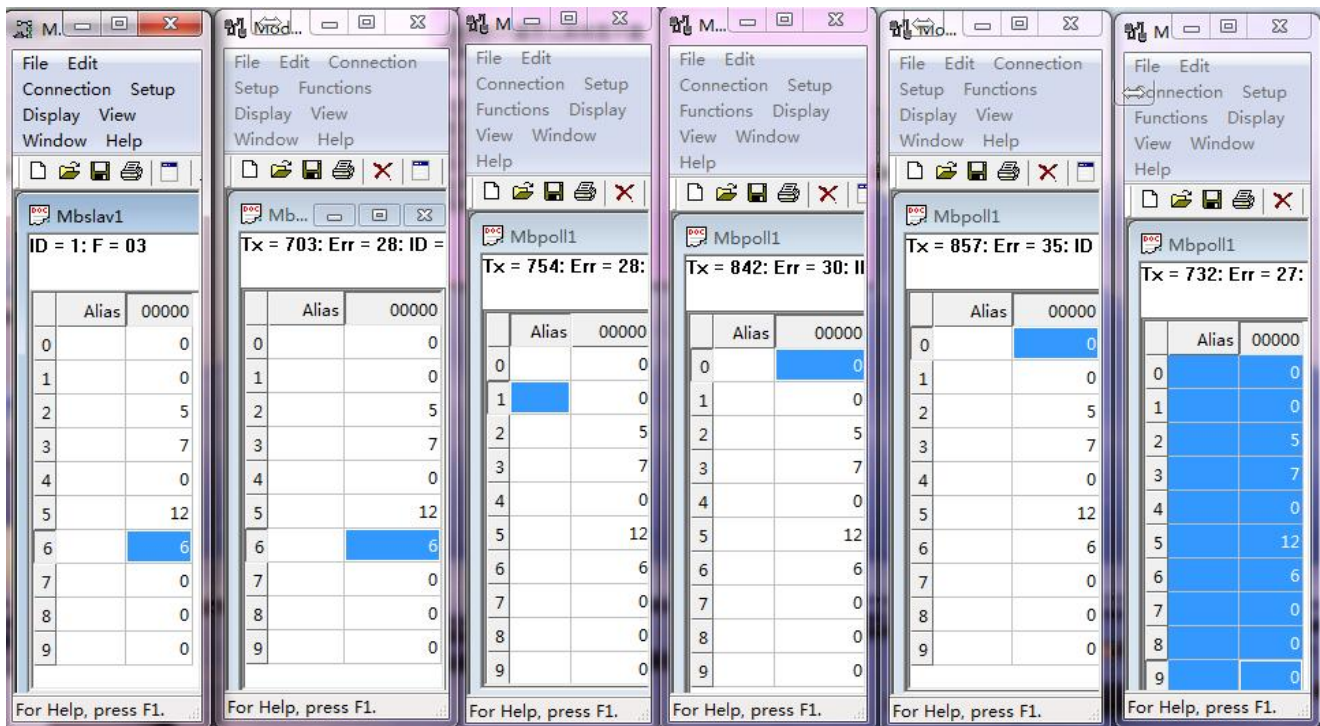 M.
File Edit
Connection Setup
Display View
Window Help
Mbslav1
ID = 1: F = 03
Alias 00000
0 0
1 0
2 5
3 7
4 0
5 12
6 6
7 0
8 0
9 0
For Help, press F1.
Mod...
File Edit Connection
Setup Functions
Display View
Window Help
Mb...
Tx = 703: Err = 28: ID =
Alias 00000
0 0
1 0
2 5
3 7
4 0
5 12
6 6
7 0
8 0
9 0
For Help, press F1.
M
File Edit
Connection Setup
Functions Display
View Window
Help
Mbpoll1
Tx = 754: Err = 28:
Alias 00000
0 0
1 0
2 5
3 7
4 0
5 12
6 6
7 0
8 0
9 0
For Help, press F1.
M...
File Edit
Connection Setup
Functions Display
View Window
Help
Mbpoll1
Tx = 842: Err = 30:
Alias 00000
0 0
1 0
2 5
3 7
4 0
5 12
6 6
7 0
8 0
9 0
For Help, press F1.
Mo...
File Edit Connection
Setup Functions
Display View
Window Help
Mbpoll1
Tx = 857: Err = 35: ID
Alias 00000
0 0
1 0
2 5
3 7
4 0
5 12
6 6
7 0
8 0
9 0
For Help, press F1.
M
File Edit
Connection Setup
Functions Display
View Window
Help
Mbpoll1
Tx = 732: Err = 27:
Alias 00000
0 0
1 0
2 5
3 7
4 0
5 12
6 6
7 0
8 0
9 0
For Help, press F1.